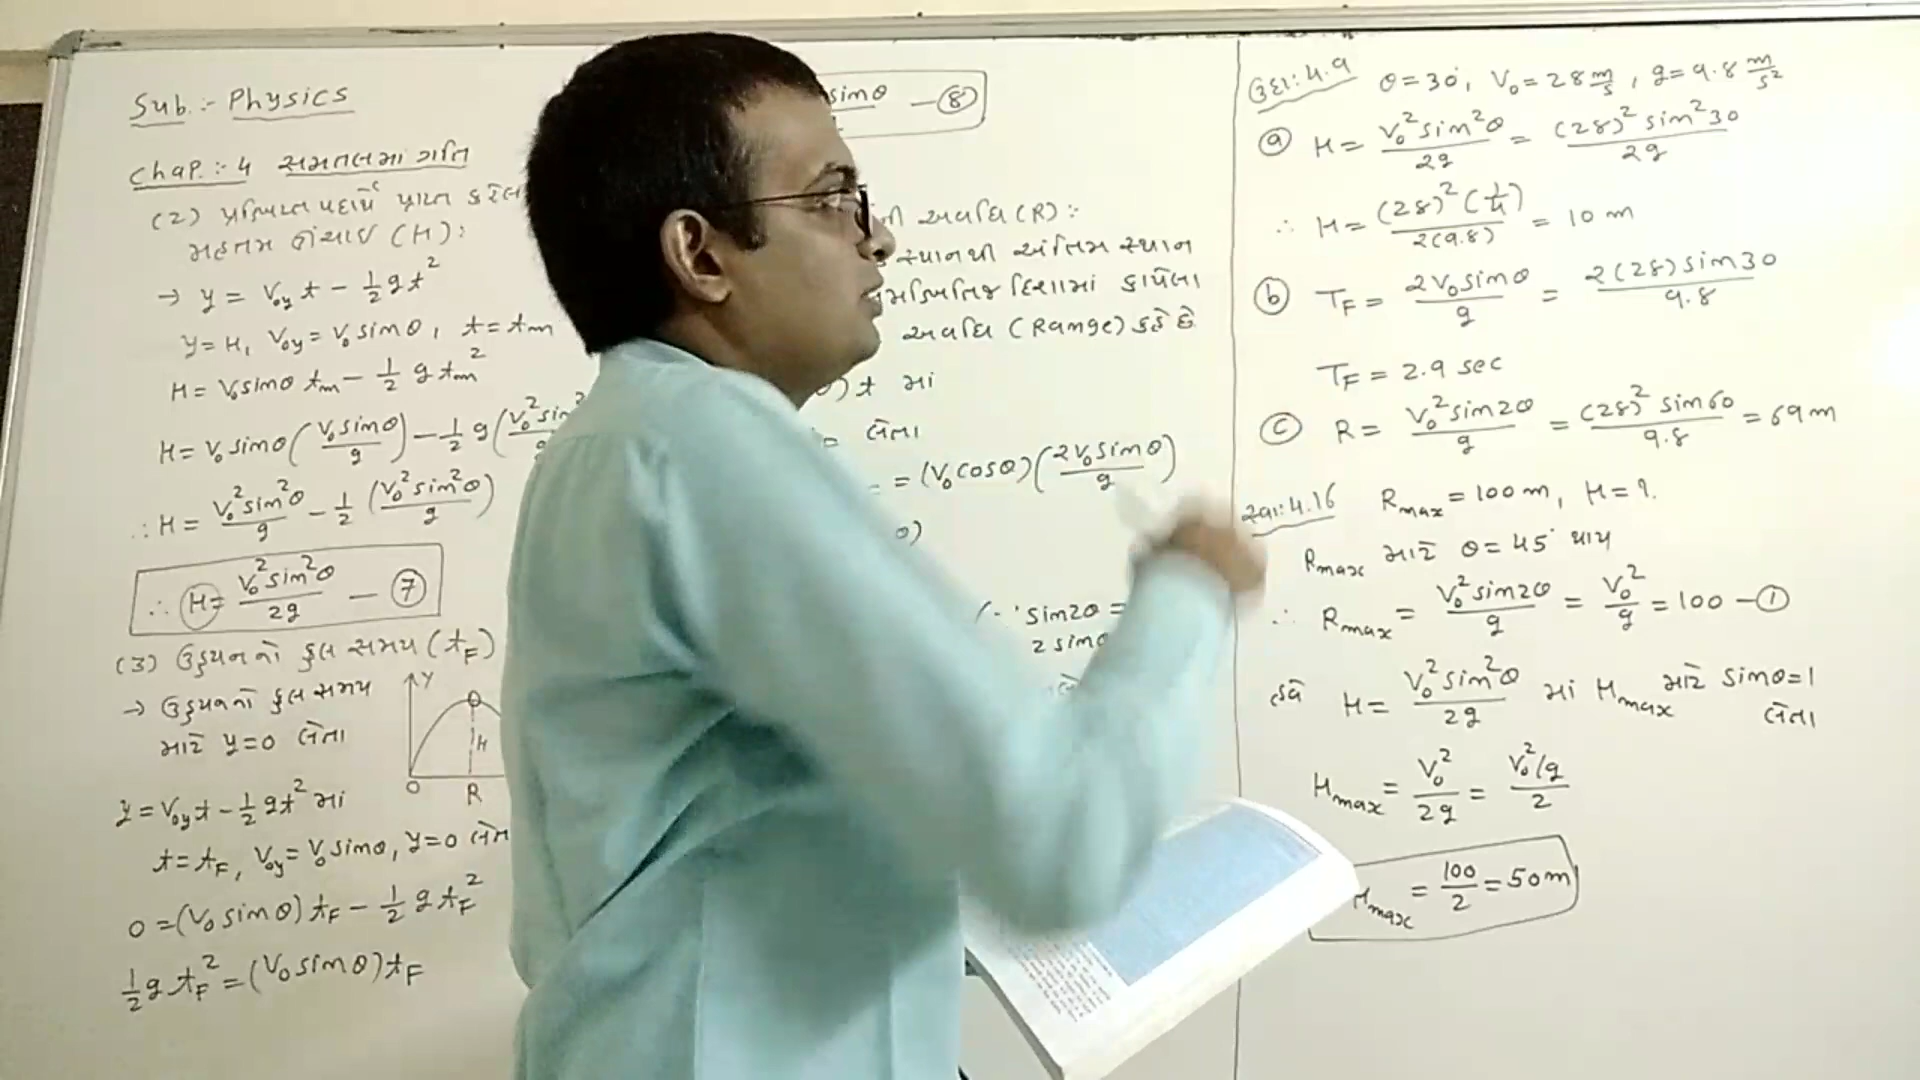 Sub. :- Physics
Chap. :- 4 સમતલમાં ગતિ
(2) પ્રક્ષિપ્ત પદાર્થે પ્રાપ્ત કરેલ
મહત્તમ ઊંચાઇ (H) :
→ y = V₀y t - 1/2 g t²
y = H, V₀y = V₀ sinθ, t = tm
H = V₀sinθ tm - 1/2 g tm²
H = V₀ sinθ (V₀ sinθ / g) - 1/2 g (V₀² sin²
∴ H = V₀² sin²θ / g - 1/2 (V₀² sin²θ) / g
∴ H = V₀² sin²θ / 2g — ⑦
(3) ઉડ્ડયનનો કુલ સમય (tF)
→ ઉડ્ડયનનો કુલ સમય
માટે y=0 લેતા
Y
H
O
R
y = V₀y t - 1/2 g t² માં
t = tF, V₀y = V₀ sinθ, y=0 લેતા
0 = (V₀ sinθ) tF - 1/2 g tF²
1/2 g tF² = (V₀ sinθ) tF
sinθ — ⑧
અવધિ (R) :
સ્થાનથી અંતિમ સ્થાન
દિશામાં કાપેલા
અવધિ (Range) કહે છે.
) t માં
લેતા
= (V₀ cosθ) (2V₀ sinθ / g)
θ)
(∵ sin2θ =
2 sinθ
ઉદા: 4.9 θ = 30°, V₀ = 28 m/s, g = 9.8 m/s²
ⓐ H = V₀² sin²θ / 2g = (28)² sin²30 / 2g
∴ H = (28)² (1/4) / 2(9.8) = 10 m
ⓑ TF = 2V₀ sinθ / g = 2(28) sin30 / 9.8
TF = 2.9 sec
ⓒ R = V₀² sin2θ / g = (28)² sin60 / 9.8 = 69 m
સ્વા: 4.16 Rmax = 100 m, H = ?
Rmax માટે θ = 45° થાય
∴ Rmax = V₀² sin2θ / g = V₀² / g = 100 — ①
હવે H = V₀² sin²θ / 2g માં Hmax માટે sinθ=1
લેતા
Hmax = V₀² / 2g = V₀²/g / 2
Hmax = 100 / 2 = 50 m